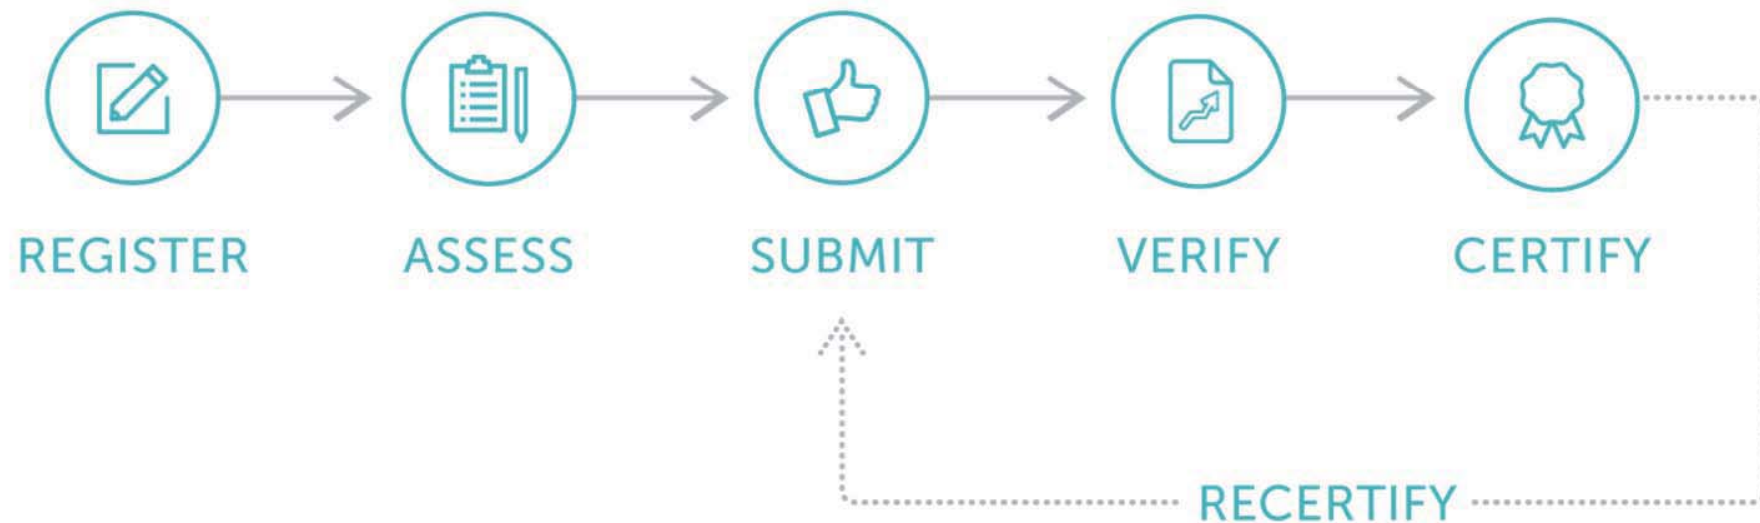 REGISTER
ASSESS
SUBMIT
VERIFY
CERTIFY
RECERTIFY